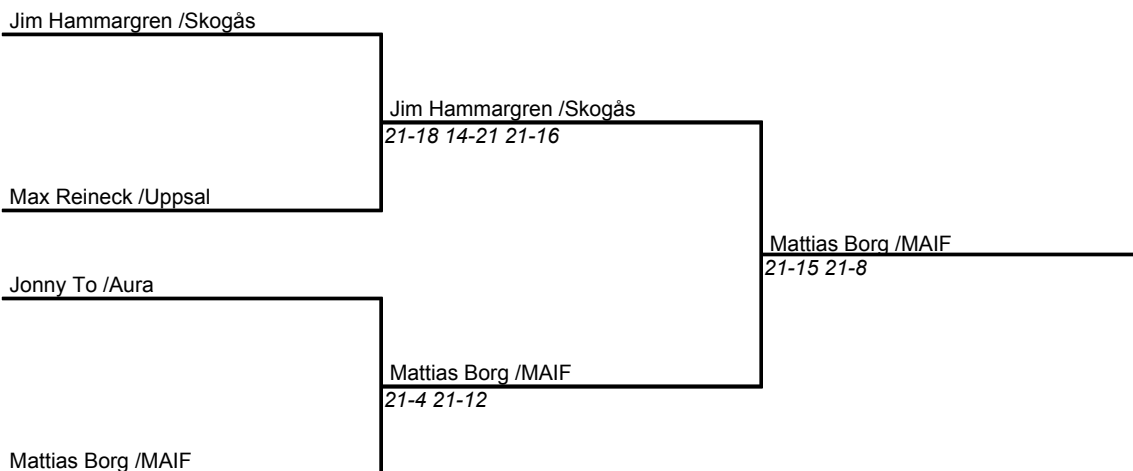 Jim Hammargren /Skogås
Jim Hammargren /Skogås
21-18 14-21 21-16
Max Reineck /Uppsal
Mattias Borg /MAIF
21-15 21-8
Jonny To /Aura
Mattias Borg /MAIF
21-4 21-12
Mattias Borg /MAIF